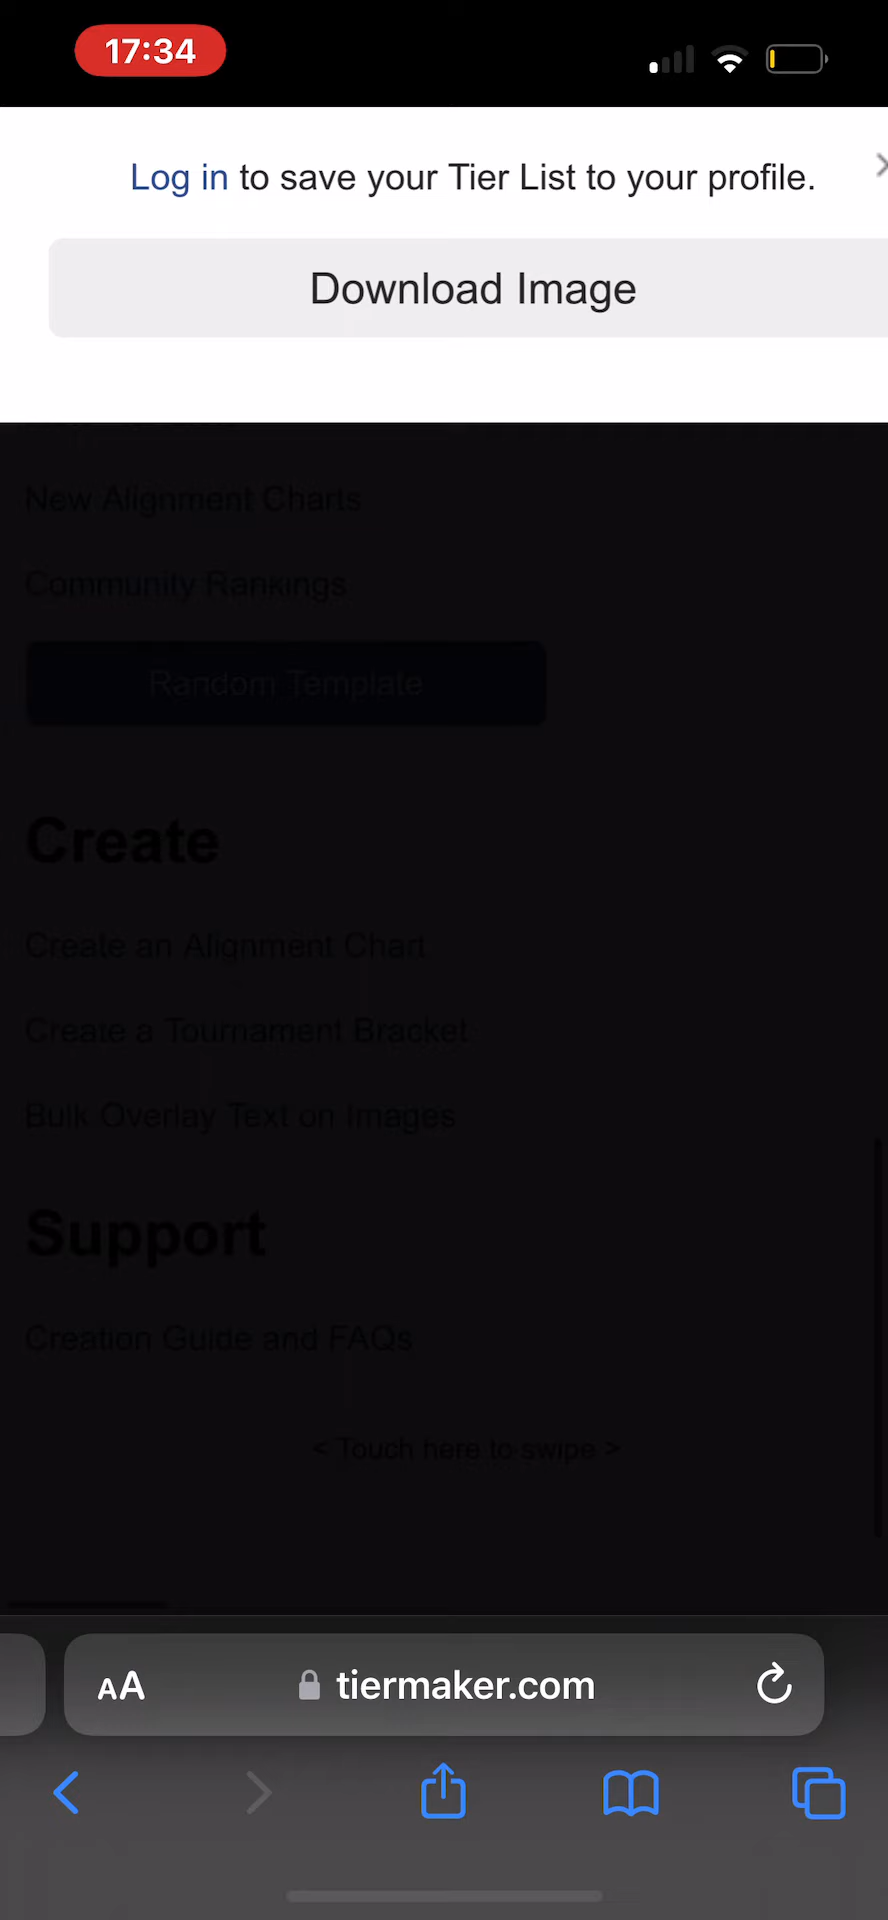 17:34
Log in to save your Tier List to your profile.
Download Image
New Alignment Charts
Community Rankings
Random Template
Create
Create an Alignment Chart
Create a Tournament Bracket
Bulk Overlay Text on Images
Support
Creation Guide and FAQs
< Touch here to swipe >
AA
tiermaker.com